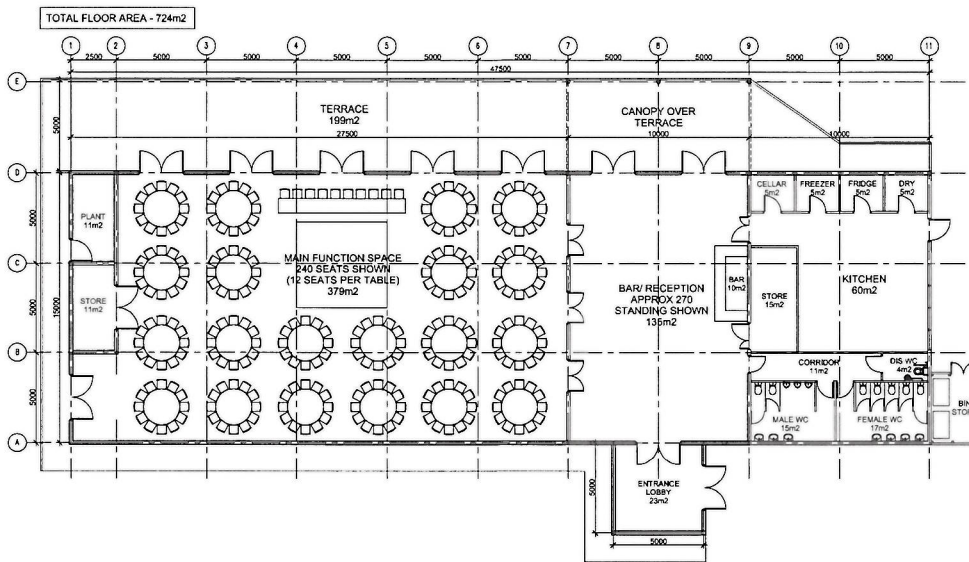 TOTAL FLOOR AREA - 724m2
1 2 3 4 5 6 7 8 9 10 11
2500 5000 5000 5000 5000 5000 5000 5000 5000 5000
47500
E
TERRACE
199m2
CANOPY OVER
TERRACE
27500 10000 10000
5000
D
CELLAR
5m2
FREEZER
5m2
FRIDGE
5m2
DRY
5m2
PLANT
11m2
5000
C
MAIN FUNCTION SPACE
240 SEATS SHOWN
(12 SEATS PER TABLE)
379m2
BAR/ RECEPTION
APPROX 270
STANDING SHOWN
135m2
BAR
10m2
STORE
15m2
KITCHEN
60m2
STORE
11m2
5000
15000
B
CORRIDOR
11m2
DIS WC
4m2
5000
MALE WC
15m2
FEMALE WC
17m2
BIN
STOR
A
ENTRANCE
LOBBY
23m2
5000
5000